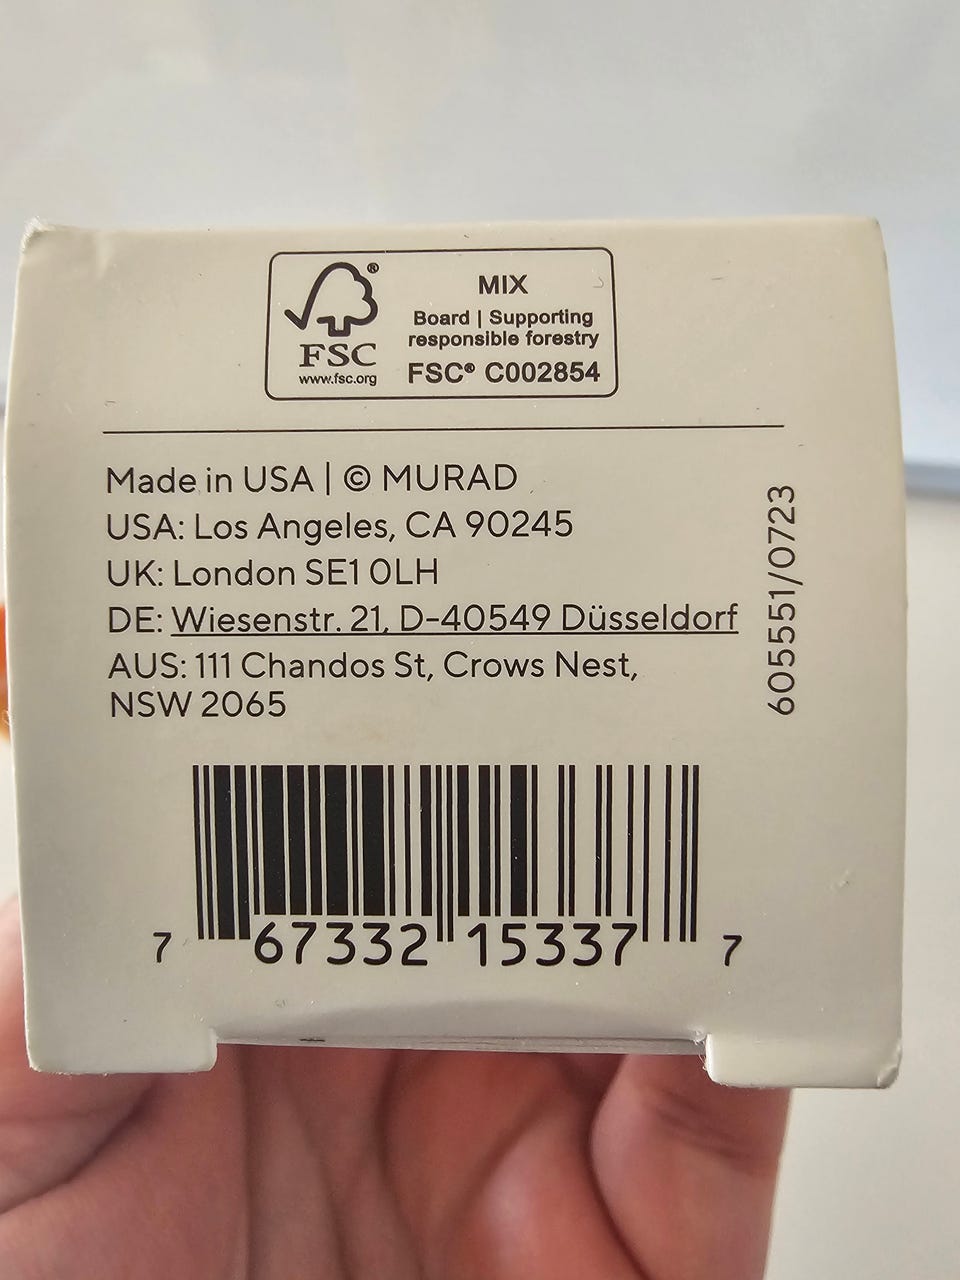 ®
FSC
www.fsc.org
MIX
Board | Supporting
responsible forestry
FSC® C002854
Made in USA | © MURAD
USA: Los Angeles, CA 90245
UK: London SE1 0LH
DE: Wiesenstr. 21, D-40549 Düsseldorf
AUS: 111 Chandos St, Crows Nest,
NSW 2065
605551/0723
7 67332 15337 7